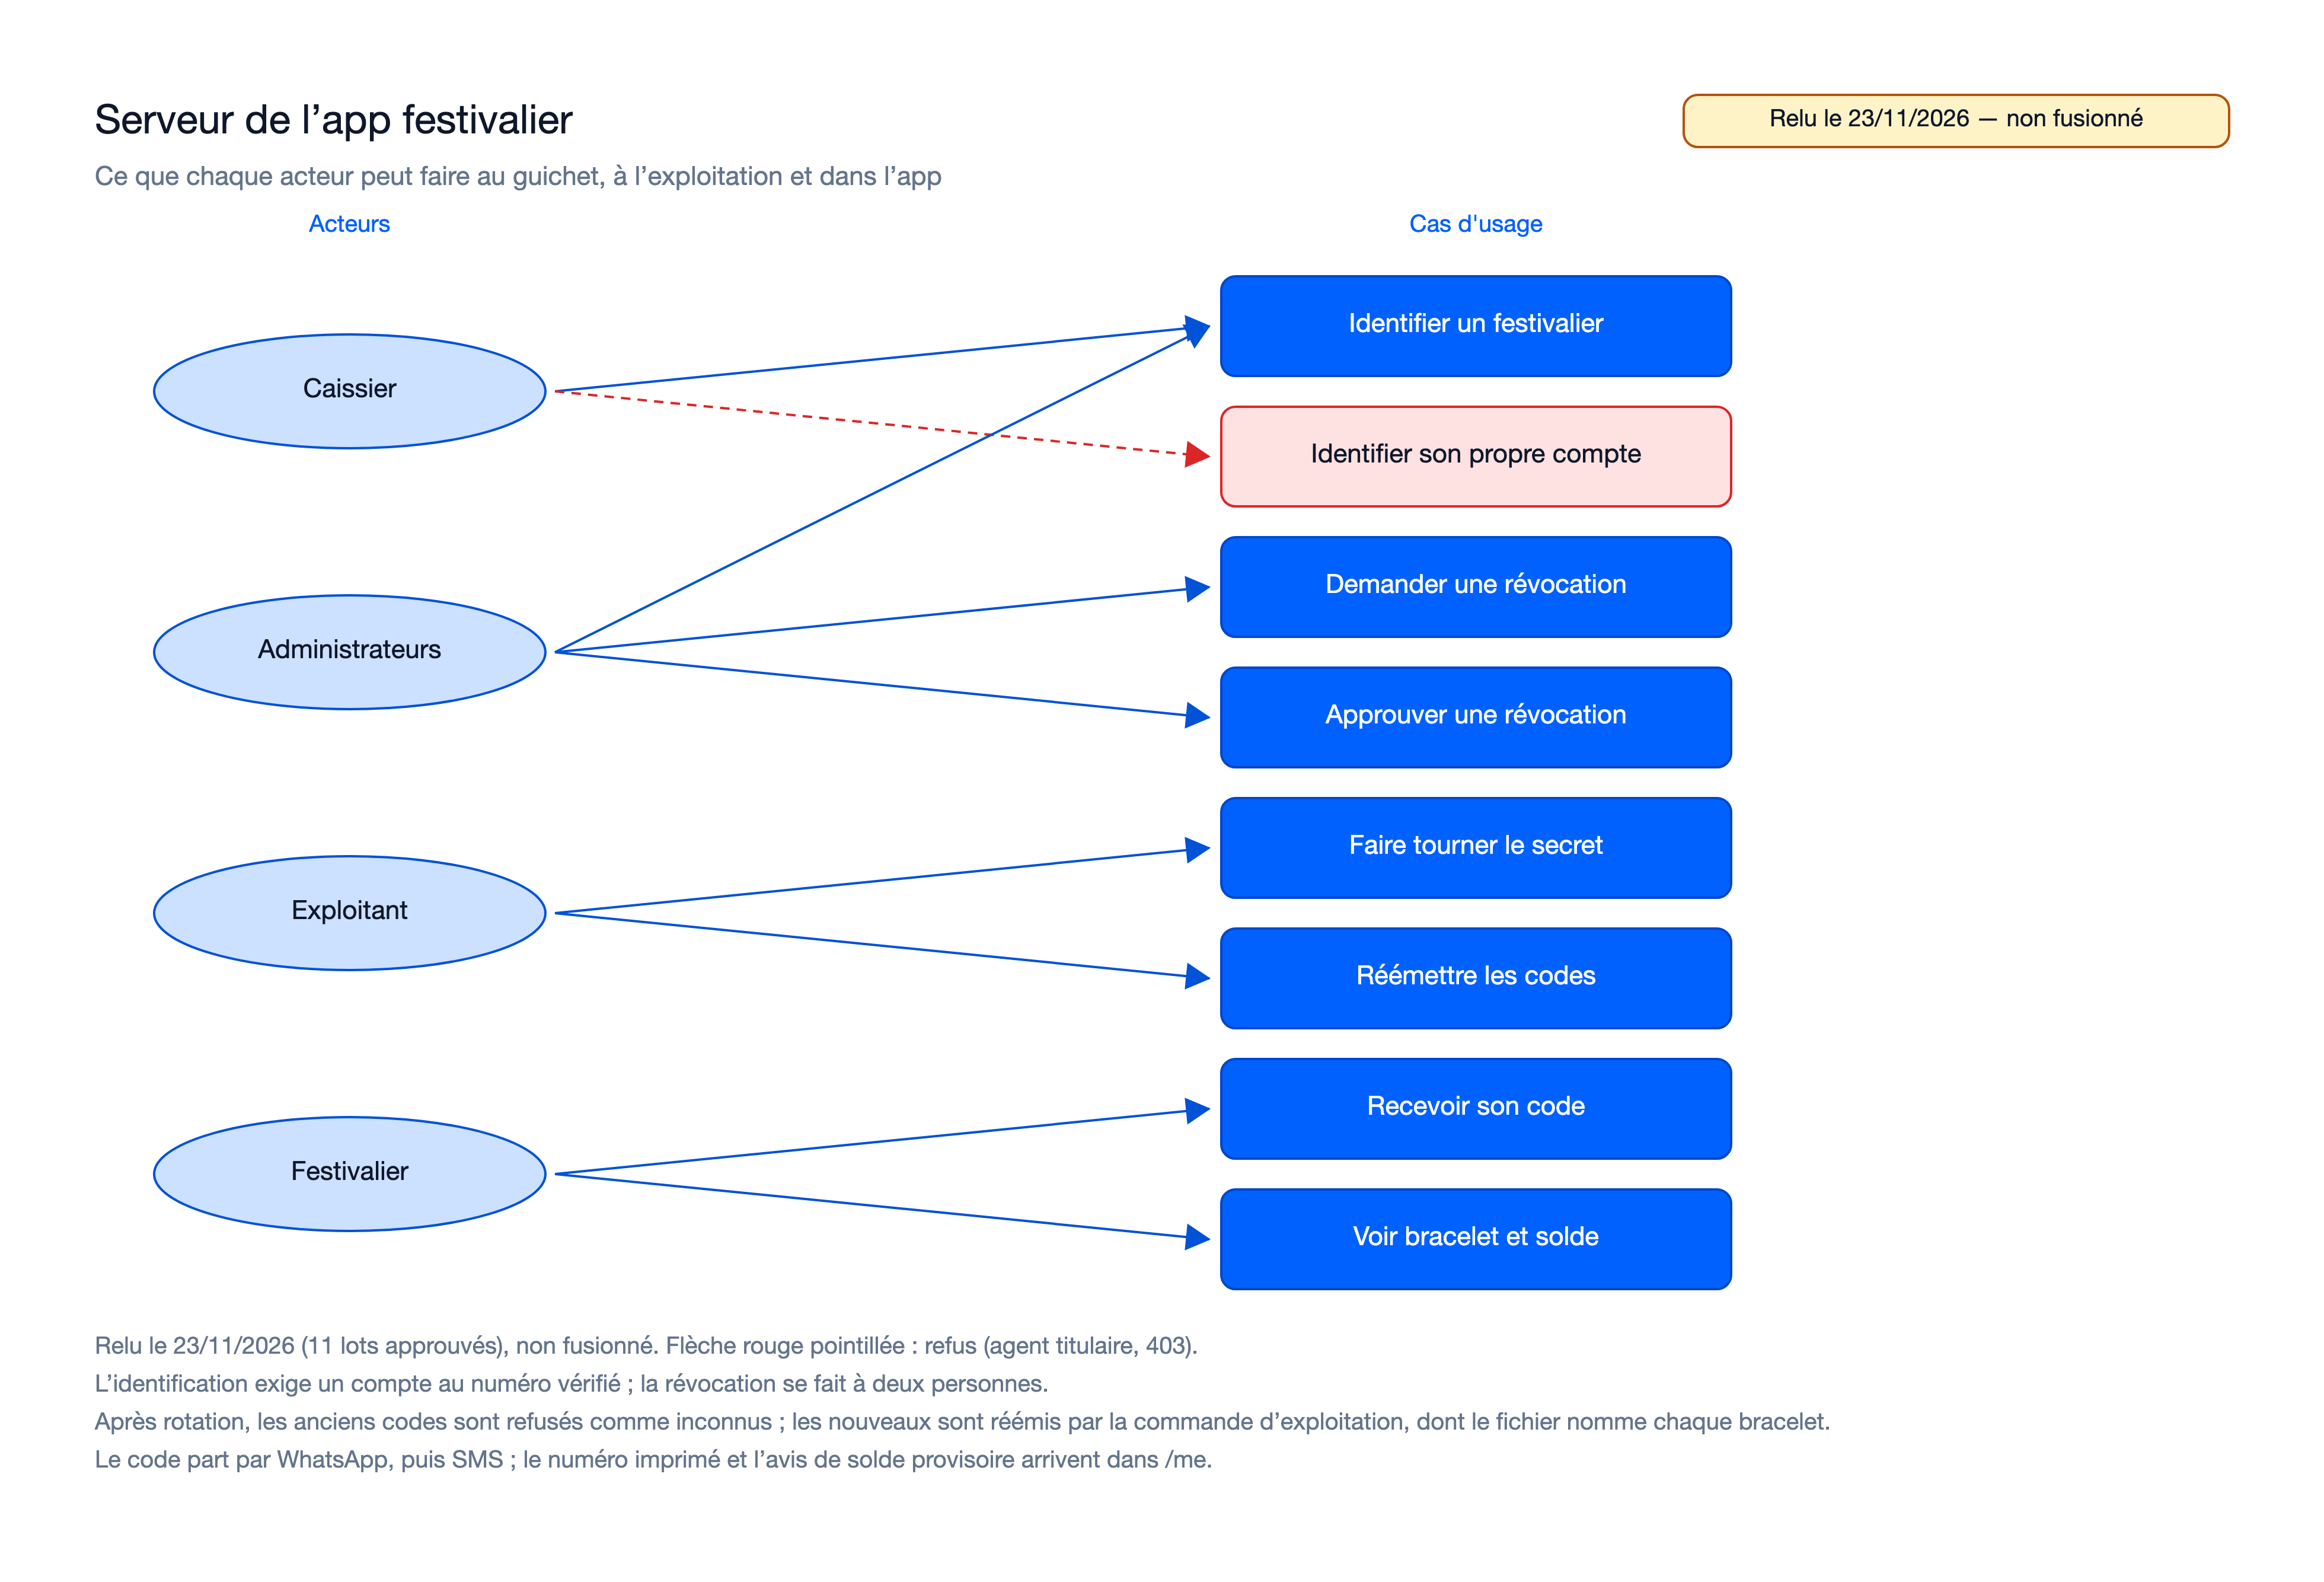 Serveur de l’app festivalier
Relu le 23/11/2026 — non fusionné
Ce que chaque acteur peut faire au guichet, à l’exploitation et dans l’app
Acteurs
Cas d'usage
Caissier
Administrateurs
Exploitant
Festivalier
Identifier un festivalier
Identifier son propre compte
Demander une révocation
Approuver une révocation
Faire tourner le secret
Réémettre les codes
Recevoir son code
Voir bracelet et solde
Relu le 23/11/2026 (11 lots approuvés), non fusionné. Flèche rouge pointillée : refus (agent titulaire, 403).
L’identification exige un compte au numéro vérifié ; la révocation se fait à deux personnes.
Après rotation, les anciens codes sont refusés comme inconnus ; les nouveaux sont réémis par la commande d’exploitation, dont le fichier nomme chaque bracelet.
Le code part par WhatsApp, puis SMS ; le numéro imprimé et l’avis de solde provisoire arrivent dans /me.